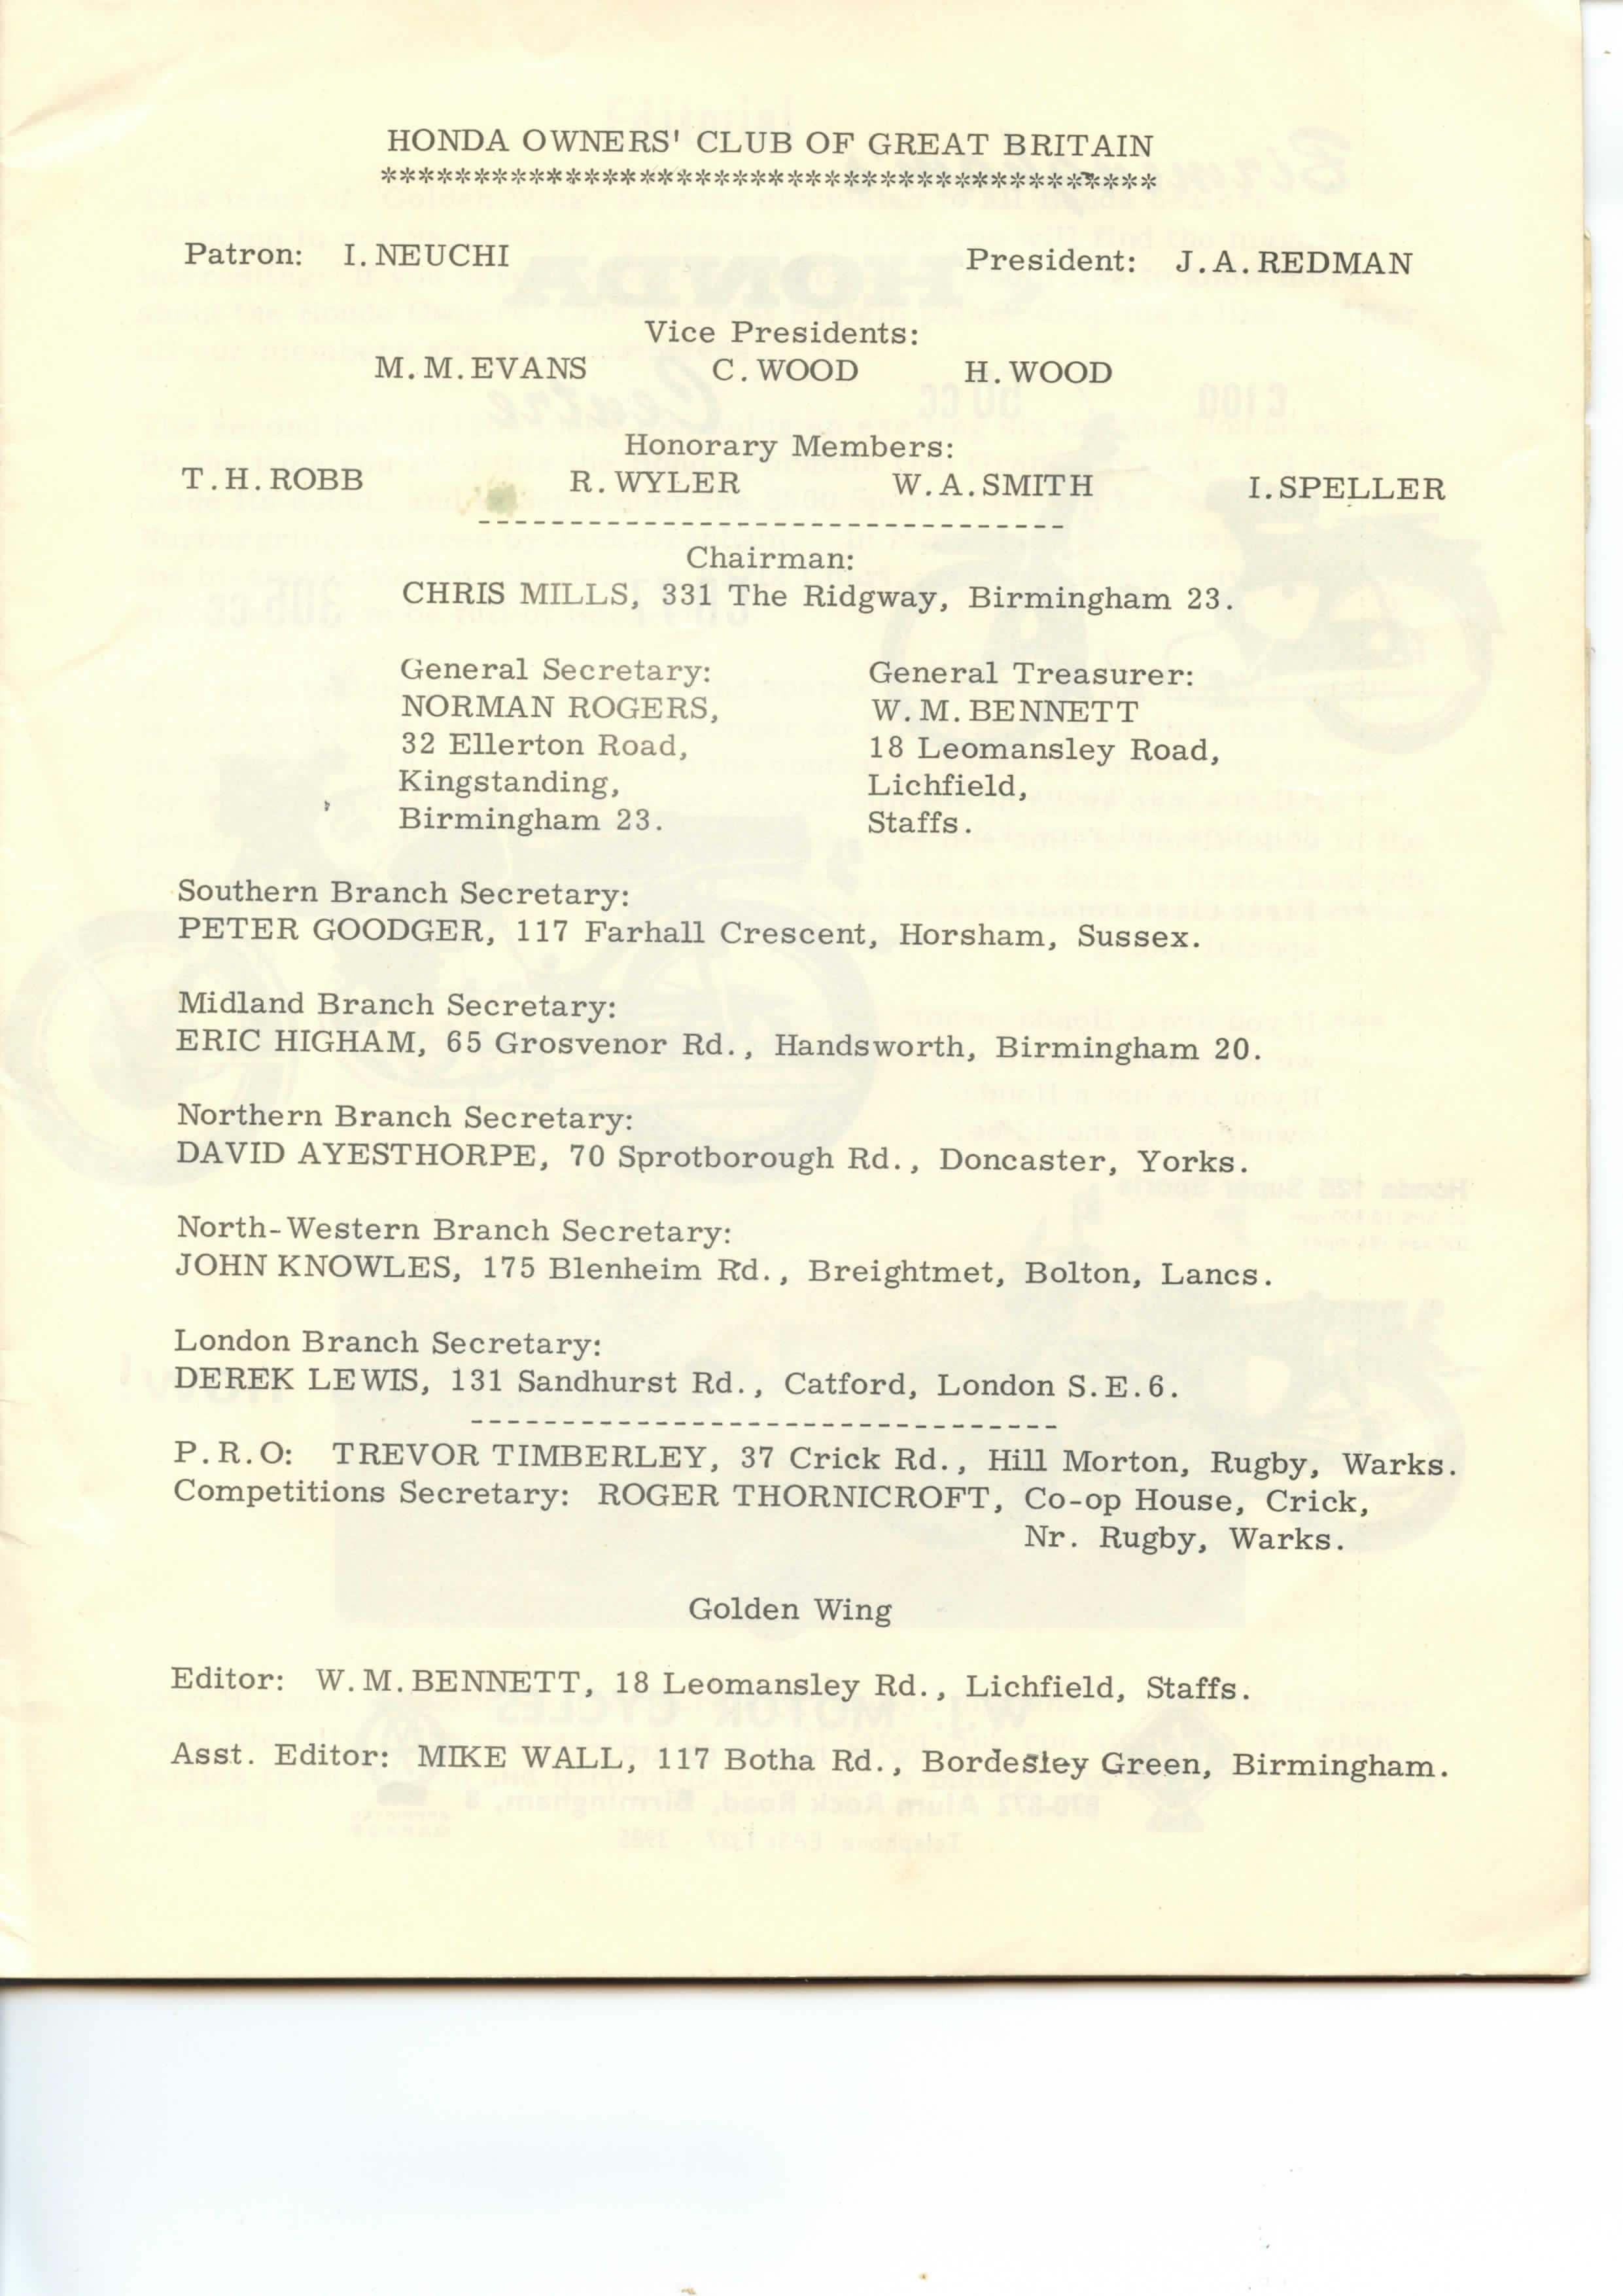 HONDA OWNERS' CLUB OF GREAT BRITAIN
******************************************
Patron: I. NEUCHI President: J.A. REDMAN
Vice Presidents:
M.M. EVANS C. WOOD H. WOOD
Honorary Members:
T.H. ROBB R. WYLER W.A. SMITH I. SPELLER
--------------------------------
Chairman:
CHRIS MILLS, 331 The Ridgway, Birmingham 23.
General Secretary: General Treasurer:
NORMAN ROGERS, W.M. BENNETT
32 Ellerton Road, 18 Leomansley Road,
Kingstanding, Lichfield,
Birmingham 23. Staffs.
Southern Branch Secretary:
PETER GOODGER, 117 Farhall Crescent, Horsham, Sussex.
Midland Branch Secretary:
ERIC HIGHAM, 65 Grosvenor Rd., Handsworth, Birmingham 20.
Northern Branch Secretary:
DAVID AYESTHORPE, 70 Sprotborough Rd., Doncaster, Yorks.
North-Western Branch Secretary:
JOHN KNOWLES, 175 Blenheim Rd., Breightmet, Bolton, Lancs.
London Branch Secretary:
DEREK LEWIS, 131 Sandhurst Rd., Catford, London S.E.6.
--------------------------------
P.R.O: TREVOR TIMBERLEY, 37 Crick Rd., Hill Morton, Rugby, Warks.
Competitions Secretary: ROGER THORNICROFT, Co-op House, Crick,
Nr. Rugby, Warks.
Golden Wing
Editor: W.M. BENNETT, 18 Leomansley Rd., Lichfield, Staffs.
Asst. Editor: MIKE WALL, 117 Botha Rd., Bordesley Green, Birmingham.